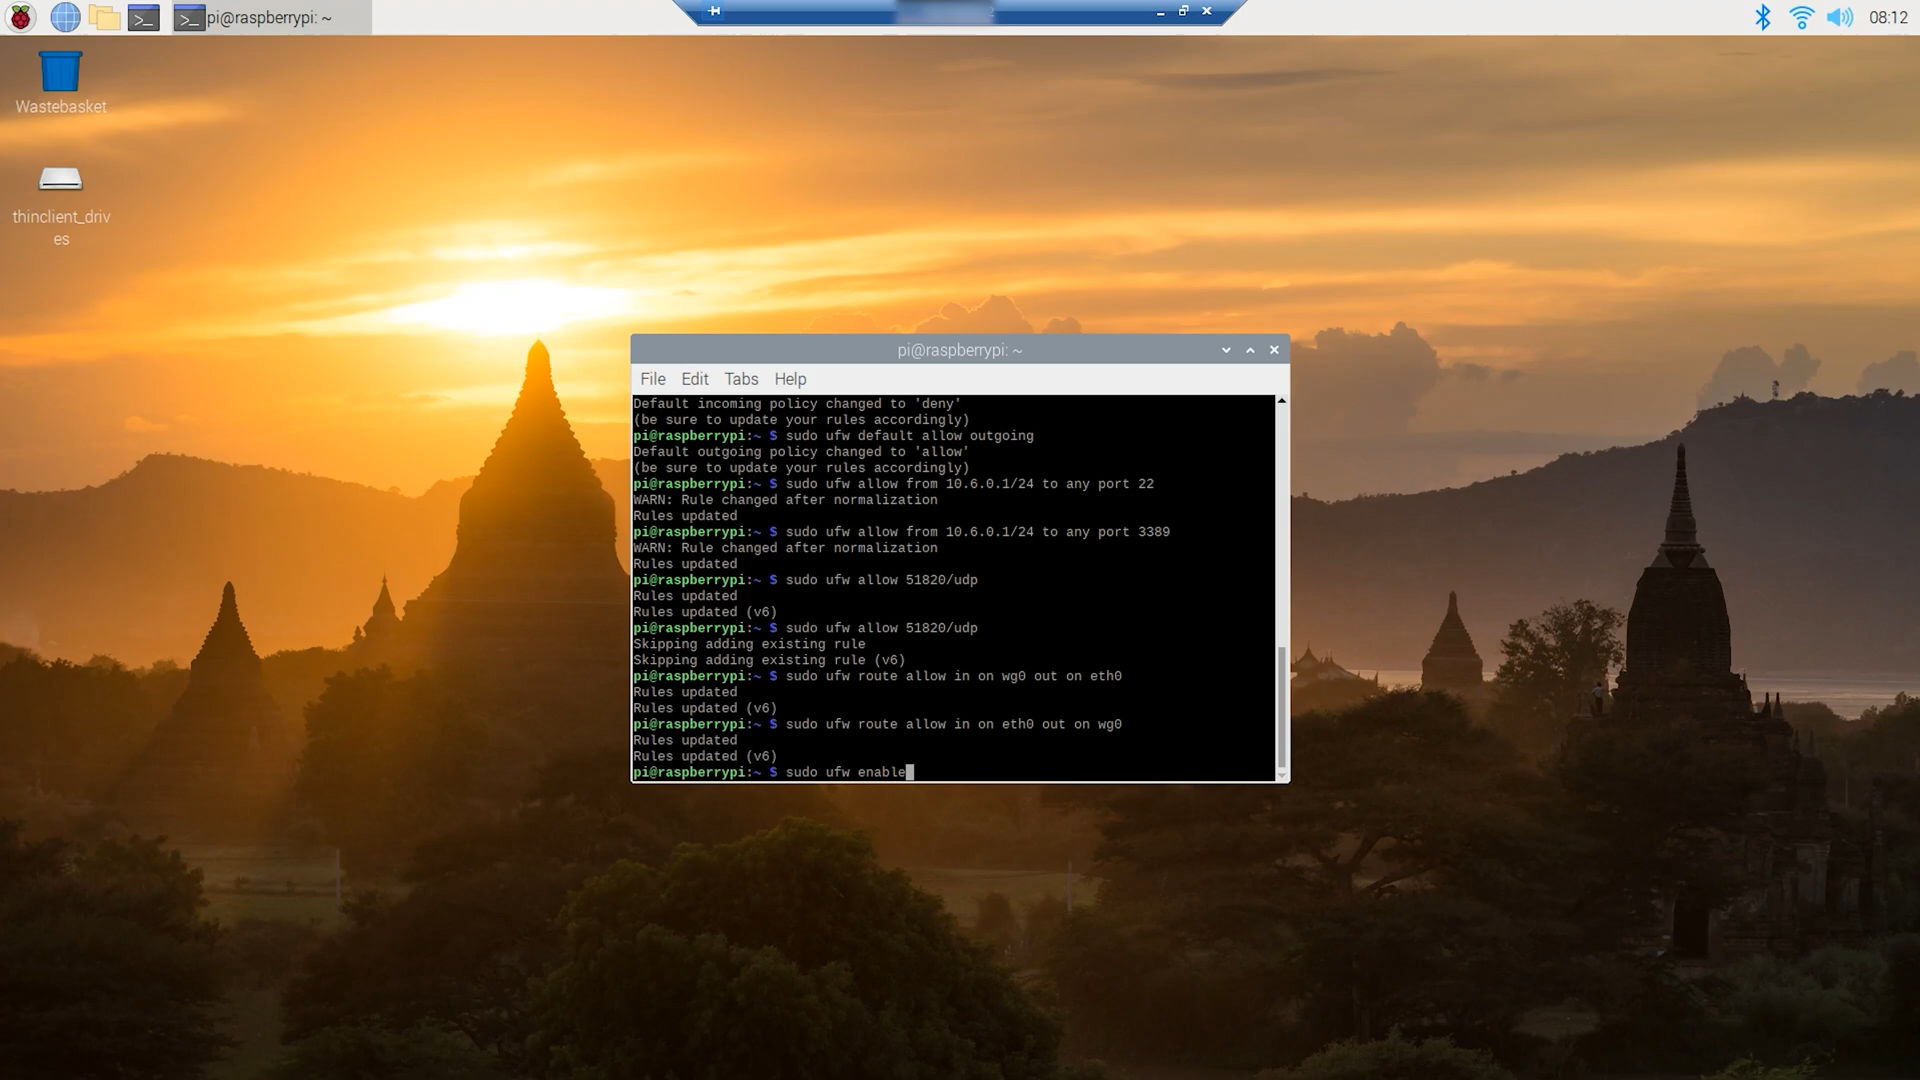 pi@raspberrypi: ~
08:12
Wastebasket
thinclient_driv
es
pi@raspberrypi: ~
File Edit Tabs Help
Default incoming policy changed to 'deny'
(be sure to update your rules accordingly)
pi@raspberrypi:~ $ sudo ufw default allow outgoing
Default outgoing policy changed to 'allow'
(be sure to update your rules accordingly)
pi@raspberrypi:~ $ sudo ufw allow from 10.6.0.1/24 to any port 22
WARN: Rule changed after normalization
Rules updated
pi@raspberrypi:~ $ sudo ufw allow from 10.6.0.1/24 to any port 3389
WARN: Rule changed after normalization
Rules updated
pi@raspberrypi:~ $ sudo ufw allow 51820/udp
Rules updated
Rules updated (v6)
pi@raspberrypi:~ $ sudo ufw allow 51820/udp
Skipping adding existing rule
Skipping adding existing rule (v6)
pi@raspberrypi:~ $ sudo ufw route allow in on wg0 out on eth0
Rules updated
Rules updated (v6)
pi@raspberrypi:~ $ sudo ufw route allow in on eth0 out on wg0
Rules updated
Rules updated (v6)
pi@raspberrypi:~ $ sudo ufw enable